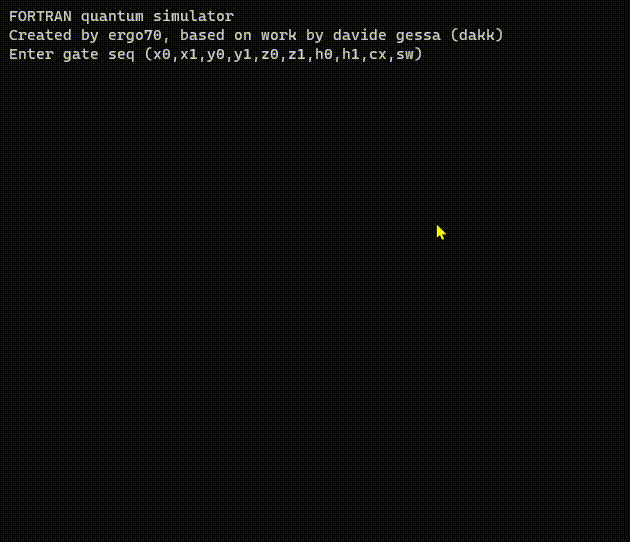 FORTRAN quantum simulator
Created by ergo70, based on work by davide gessa (dakk)
Enter gate seq (x0,x1,y0,y1,z0,z1,h0,h1,cx,sw)